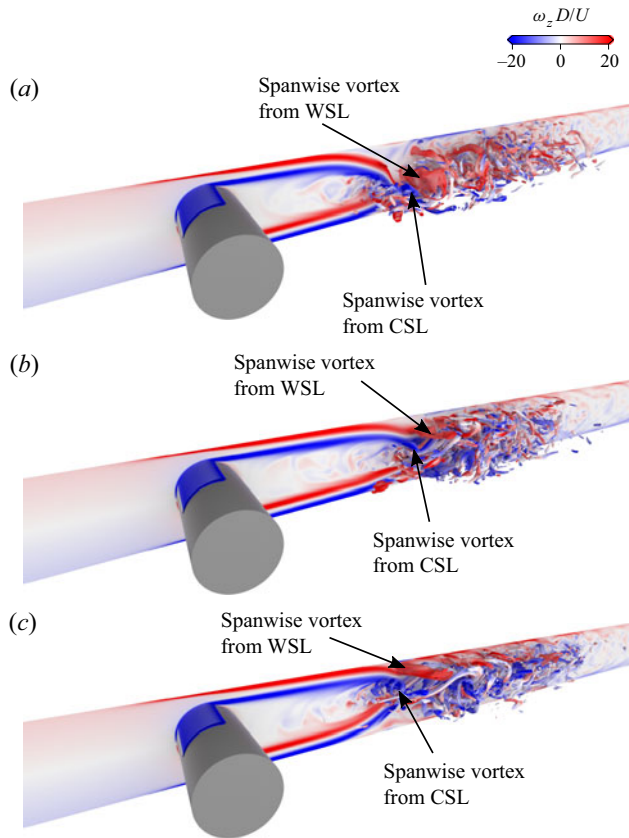 ω_z D/U
–20 0 20
(a)
Spanwise vortex
from WSL
Spanwise vortex
from CSL
(b)
Spanwise vortex
from WSL
Spanwise vortex
from CSL
(c)
Spanwise vortex
from WSL
Spanwise vortex
from CSL